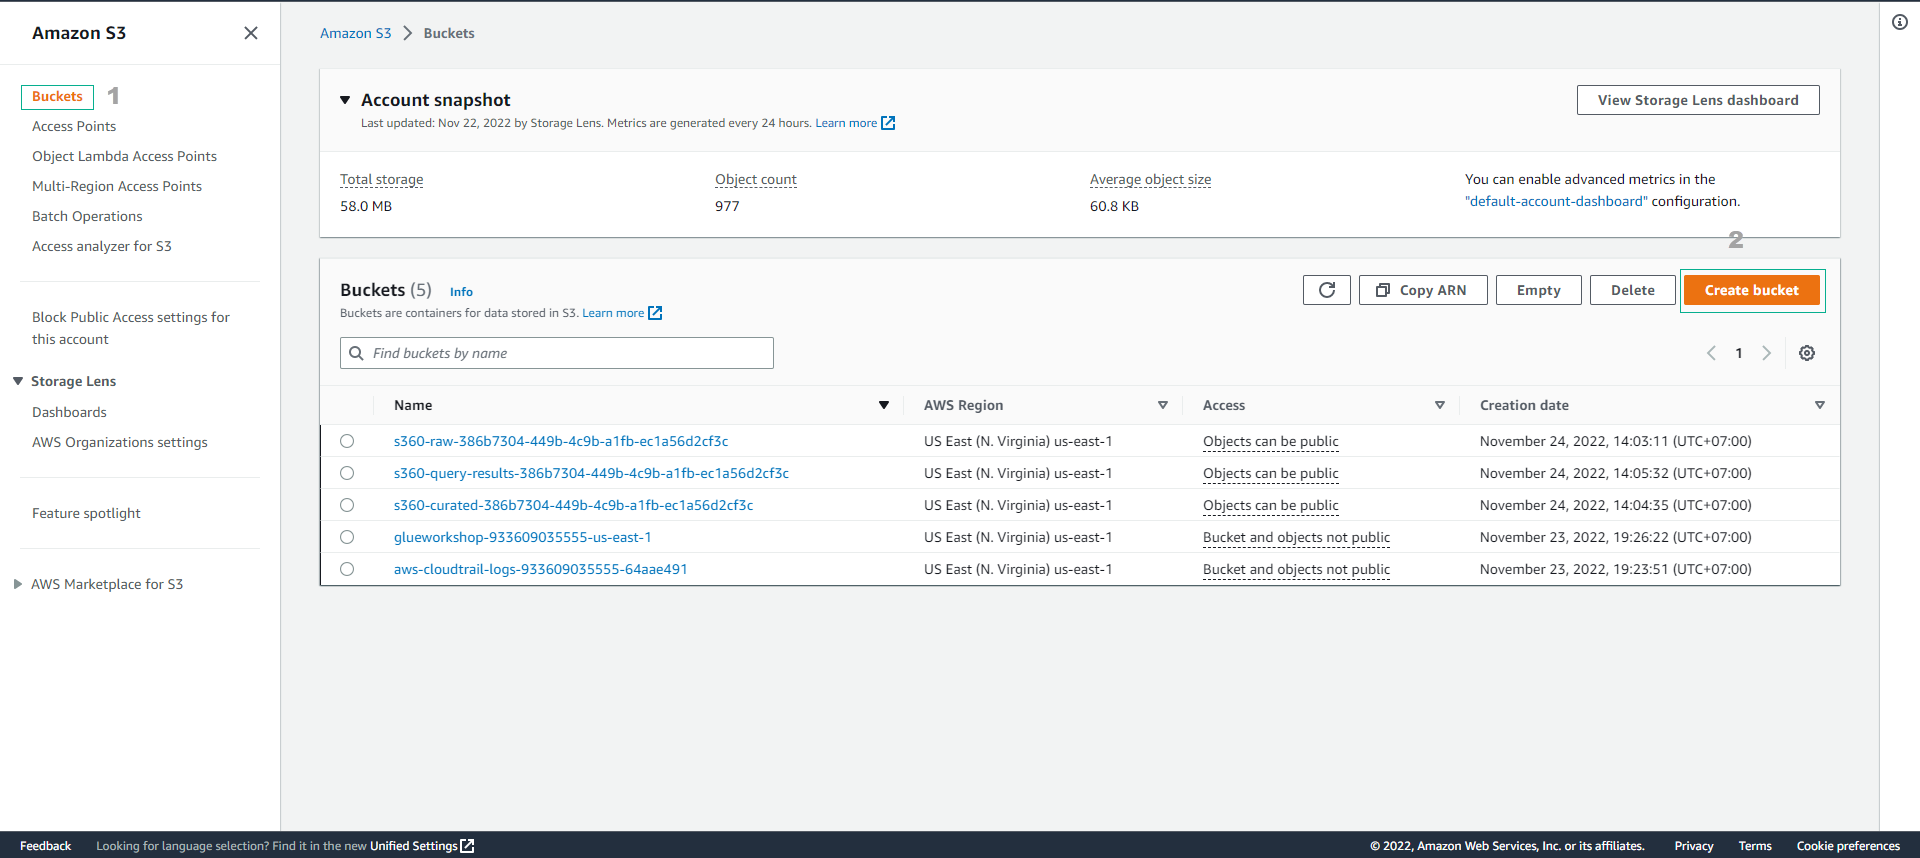 Amazon S3
Buckets 1
Access Points
Object Lambda Access Points
Multi-Region Access Points
Batch Operations
Access analyzer for S3
Block Public Access settings for
this account
Storage Lens
Dashboards
AWS Organizations settings
Feature spotlight
AWS Marketplace for S3
Amazon S3 Buckets
Account snapshot
View Storage Lens dashboard
Last updated: Nov 22, 2022 by Storage Lens. Metrics are generated every 24 hours. Learn more
Total storage Object count Average object size You can enable advanced metrics in the
58.0 MB 977 60.8 KB "default-account-dashboard" configuration.
2
Buckets (5) Info
Copy ARN Empty Delete Create bucket
Buckets are containers for data stored in S3. Learn more
Find buckets by name
1
Name AWS Region Access Creation date
s360-raw-386b7304-449b-4c9b-a1fb-ec1a56d2cf3c US East (N. Virginia) us-east-1 Objects can be public November 24, 2022, 14:03:11 (UTC+07:00)
s360-query-results-386b7304-449b-4c9b-a1fb-ec1a56d2cf3c US East (N. Virginia) us-east-1 Objects can be public November 24, 2022, 14:05:32 (UTC+07:00)
s360-curated-386b7304-449b-4c9b-a1fb-ec1a56d2cf3c US East (N. Virginia) us-east-1 Objects can be public November 24, 2022, 14:04:35 (UTC+07:00)
glueworkshop-933609035555-us-east-1 US East (N. Virginia) us-east-1 Bucket and objects not public November 23, 2022, 19:26:22 (UTC+07:00)
aws-cloudtrail-logs-933609035555-64aae491 US East (N. Virginia) us-east-1 Bucket and objects not public November 23, 2022, 19:23:51 (UTC+07:00)
Feedback Looking for language selection? Find it in the new Unified Settings © 2022, Amazon Web Services, Inc. or its affiliates. Privacy Terms Cookie preferences